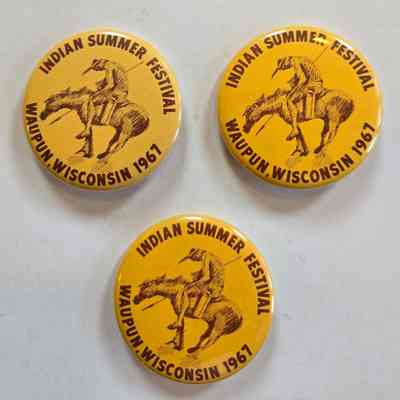 INDIAN SUMMER FESTIVAL
WAUPUN, WISCONSIN 1967
INDIAN SUMMER FESTIVAL
WAUPUN, WISCONSIN 1967
INDIAN SUMMER FESTIVAL
WAUPUN, WISCONSIN 1967